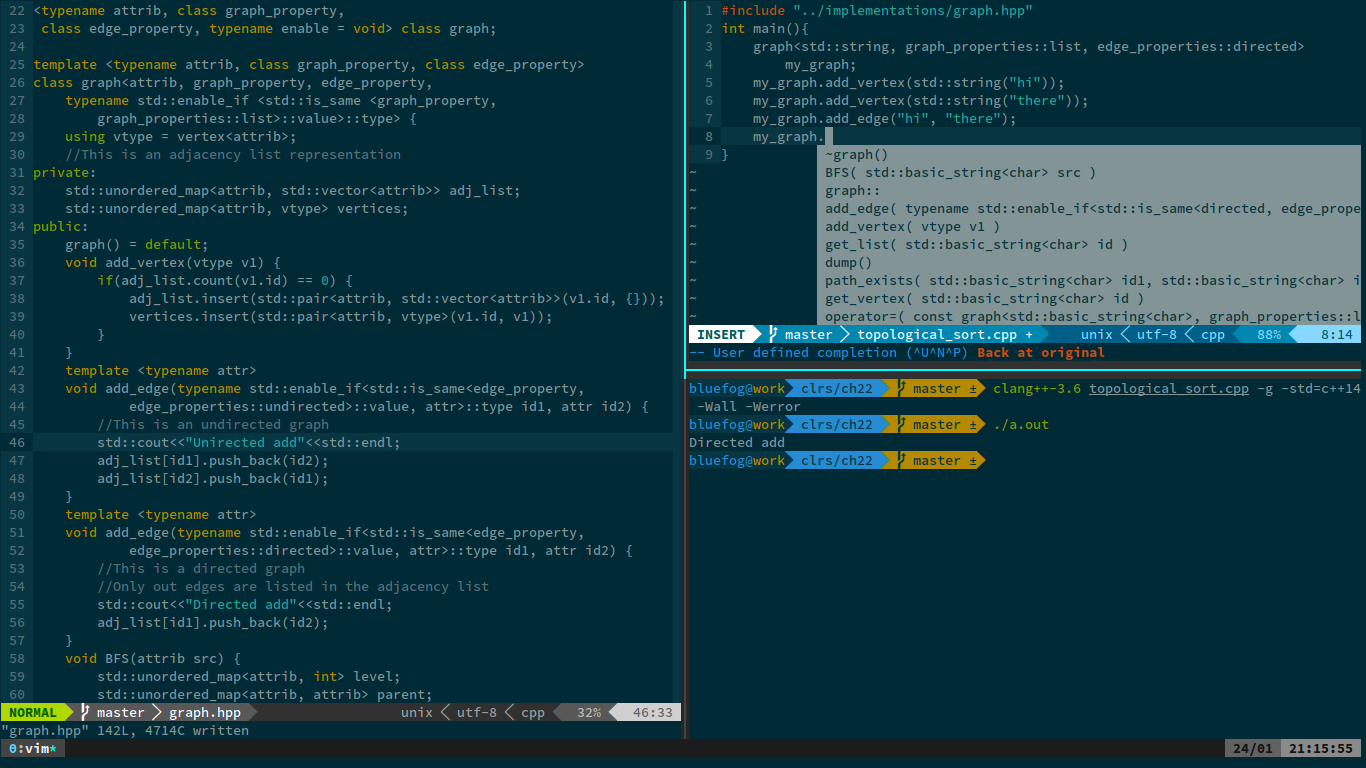 22 <typename attrib, class graph_property,
23  class edge_property, typename enable = void> class graph;
24
25 template <typename attrib, class graph_property, class edge_property>
26 class graph<attrib, graph_property, edge_property,
27     typename std::enable_if <std::is_same <graph_property,
28         graph_properties::list>::value>::type> {
29     using vtype = vertex<attrib>;
30     //This is an adjacency list representation
31 private:
32     std::unordered_map<attrib, std::vector<attrib>> adj_list;
33     std::unordered_map<attrib, vtype> vertices;
34 public:
35     graph() = default;
36     void add_vertex(vtype v1) {
37         if(adj_list.count(v1.id) == 0) {
38             adj_list.insert(std::pair<attrib, std::vector<attrib>>(v1.id, {}));
39             vertices.insert(std::pair<attrib, vtype>(v1.id, v1));
40         }
41     }
42     template <typename attr>
43     void add_edge(typename std::enable_if<std::is_same<edge_property,
44             edge_properties::undirected>::value, attr>::type id1, attr id2) {
45         //This is an undirected graph
46         std::cout<<"Unirected add"<<std::endl;
47         adj_list[id1].push_back(id2);
48         adj_list[id2].push_back(id1);
49     }
50     template <typename attr>
51     void add_edge(typename std::enable_if<std::is_same<edge_property,
52             edge_properties::directed>::value, attr>::type id1, attr id2) {
53         //This is a directed graph
54         //Only out edges are listed in the adjacency list
55         std::cout<<"Directed add"<<std::endl;
56         adj_list[id1].push_back(id2);
57     }
58     void BFS(attrib src) {
59         std::unordered_map<attrib, int> level;
60         std::unordered_map<attrib, attrib> parent;
NORMAL master graph.hpp unix utf-8 cpp 32% 46:33
"graph.hpp" 142L, 4714C written
1 #include "../implementations/graph.hpp"
2 int main(){
3     graph<std::string, graph_properties::list, edge_properties::directed>
4         my_graph;
5     my_graph.add_vertex(std::string("hi"));
6     my_graph.add_vertex(std::string("there"));
7     my_graph.add_edge("hi", "there");
8     my_graph.
9 }
~graph()
~ BFS( std::basic_string<char> src )
~ graph::
~ add_edge( typename std::enable_if<std::is_same<directed, edge_prope
~ add_vertex( vtype v1 )
~ get_list( std::basic_string<char> id )
~ dump()
~ path_exists( std::basic_string<char> id1, std::basic_string<char> i
~ get_vertex( std::basic_string<char> id )
~ operator=( const graph<std::basic_string<char>, graph_properties::l
INSERT master topological_sort.cpp + unix utf-8 cpp 88% 8:14
-- User defined completion (^U^N^P) Back at original
bluefog@work clrs/ch22 master ± clang++-3.6 topological_sort.cpp -g -std=c++14
 -Wall -Werror
bluefog@work clrs/ch22 master ± ./a.out
Directed add
bluefog@work clrs/ch22 master ±
0:vim* 24/01 21:15:55